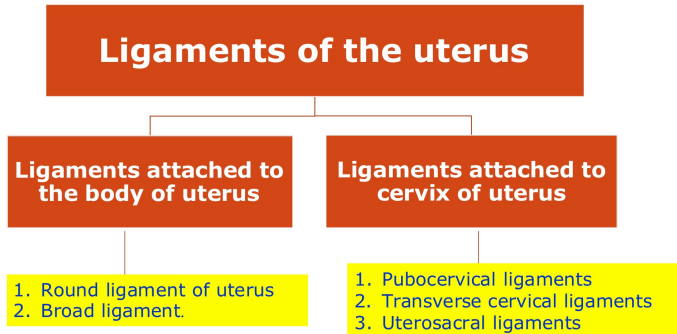 Ligaments of the uterus
Ligaments attached to
the body of uterus
Ligaments attached to
cervix of uterus
1. Round ligament of uterus
2. Broad ligament.
1. Pubocervical ligaments
2. Transverse cervical ligaments
3. Uterosacral ligaments